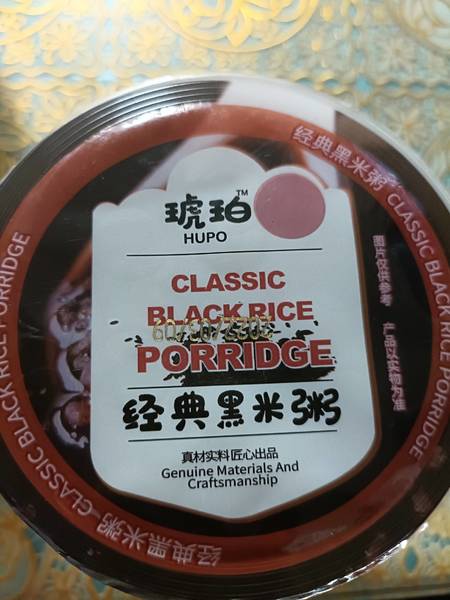 琥珀™
HUPO
CLASSIC
BLACK RICE
PORRIDGE
经典黑米粥
真材实料 匠心出品
Genuine Materials And
Craftsmanship
经典黑米粥 CLASSIC BLACK RICE PORRIDGE
图片仅供参考 产品以实物为准
经典黑米粥 CLASSIC BLACK RICE PORRIDGE